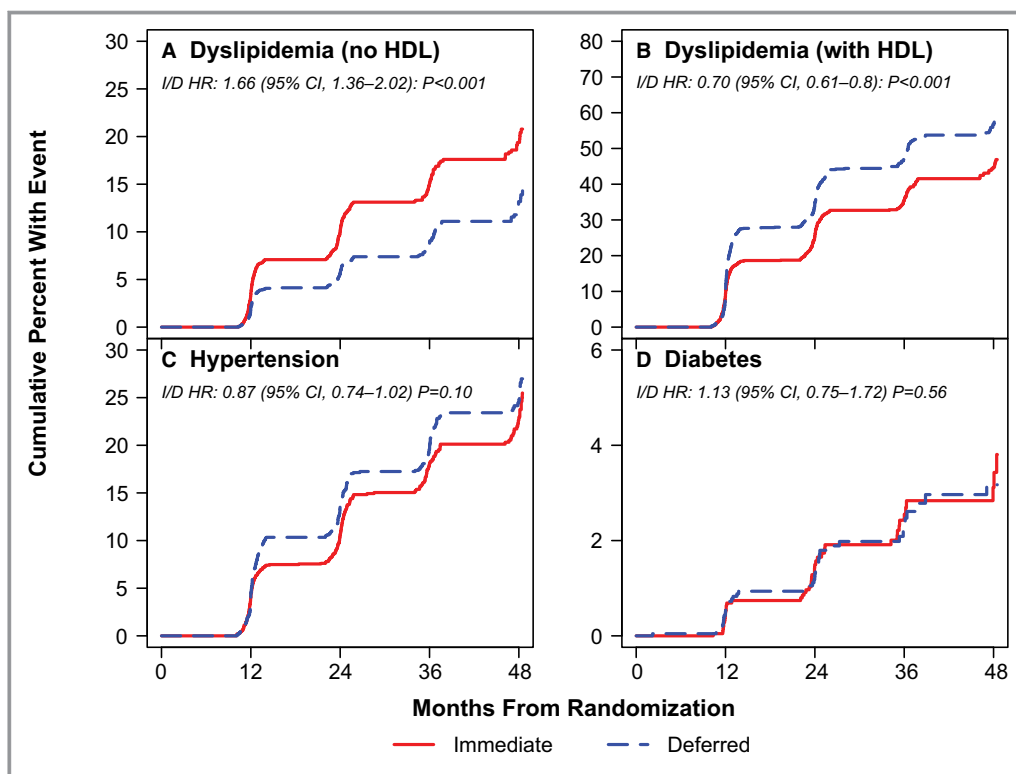 Cumulative Percent With Event
A Dyslipidemia (no HDL)
I/D HR: 1.66 (95% CI, 1.36–2.02): P<0.001
30
25
20
15
10
5
0
B Dyslipidemia (with HDL)
I/D HR: 0.70 (95% CI, 0.61–0.8): P<0.001
80
70
60
50
40
30
20
10
0
C Hypertension
I/D HR: 0.87 (95% CI, 0.74–1.02) P=0.10
30
25
20
15
10
5
0
0 12 24 36 48
D Diabetes
I/D HR: 1.13 (95% CI, 0.75–1.72) P=0.56
6
4
2
0
0 12 24 36 48
Months From Randomization
Immediate Deferred